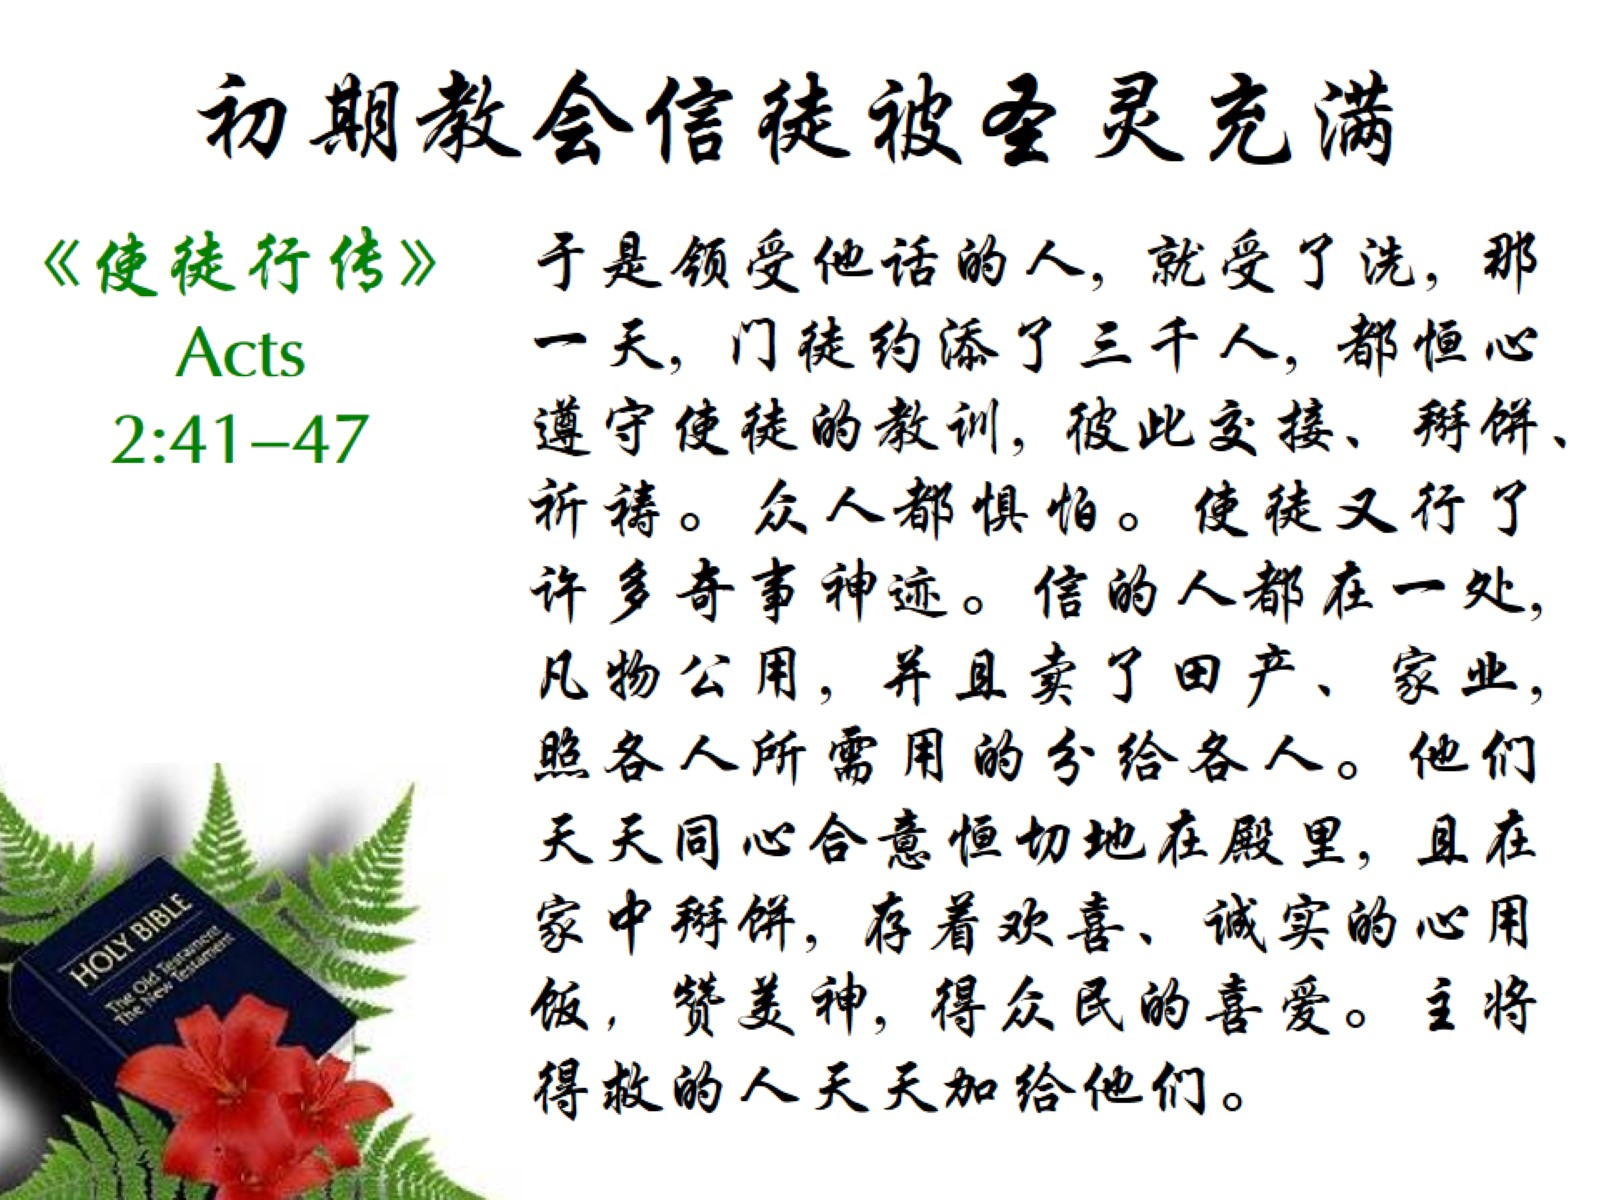 初期教会信徒被圣灵充满
《使徒行传》
Acts
2:41-47
于是领受他话的人，就受了洗，那
一天，门徒约添了三千人，都恒心
遵守使徒的教训，彼此交接、掰饼、
祈祷。众人都惧怕。使徒又行了
许多奇事神迹。信的人都在一处，
凡物公用，并且卖了田产、家业，
照各人所需用的分给各人。他们
天天同心合意恒切地在殿里，且在
家中掰饼，存着欢喜、诚实的心用
饭，赞美神，得众民的喜爱。主将
得救的人天天加给他们。
HOLY BIBLE
The Old Testament
The New Testament